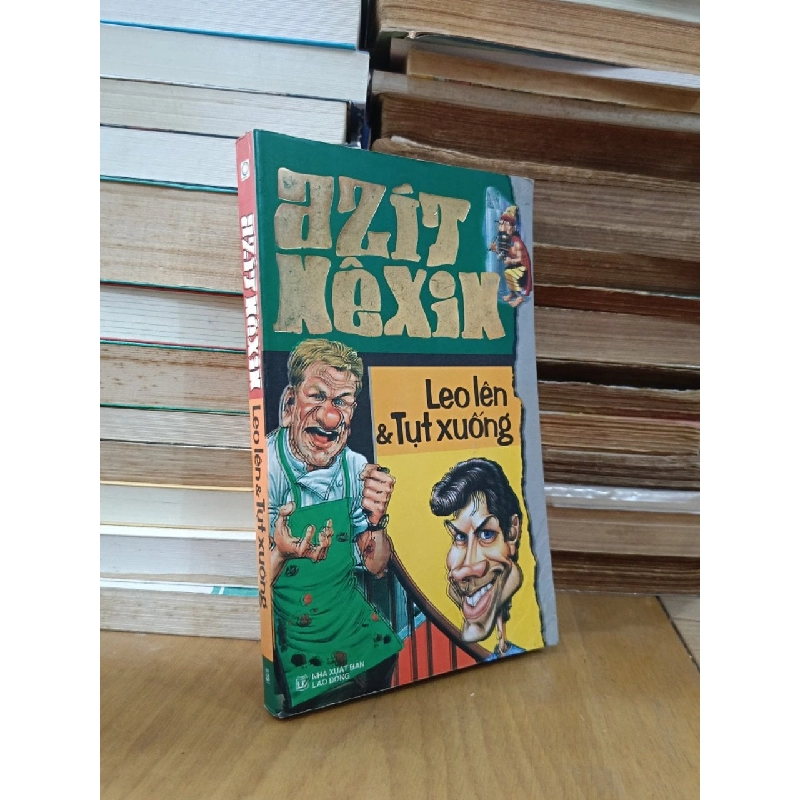 azít
nêxin
Leo lên
& Tụt xuống
NHÀ XUẤT BẢN
LAO ĐỘNG
azít nêxin Leo lên & Tụt xuống